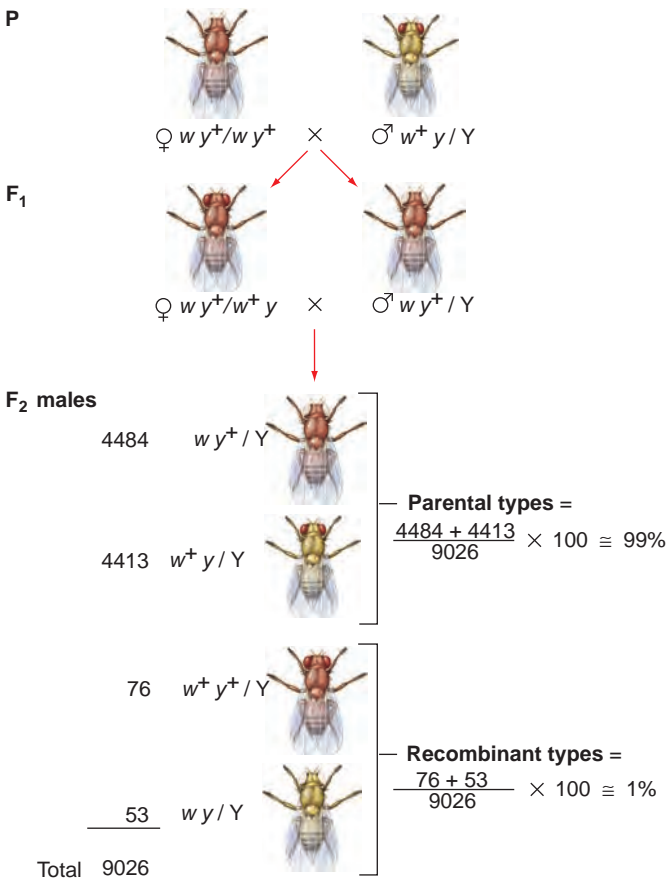 P
♀ w y+/w y+ × ♂ w+ y / Y
F1
♀ w y+/w+ y × ♂ w y+ / Y
F2 males
4484 w y+ / Y
4413 w+ y / Y
Parental types =
4484 + 4413
9026
× 100 ≅ 99%
76 w+ y+ / Y
53 w y / Y
Recombinant types =
76 + 53
9026
× 100 ≅ 1%
Total 9026